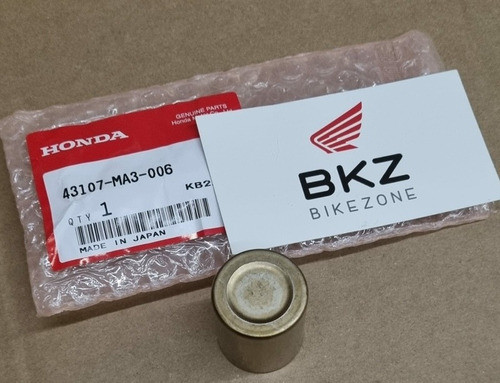 GENUINE PARTS
HONDA
43107-MA3-006
KB2
QTY 1
MADE IN JAPAN
BKZ
BIKEZONE